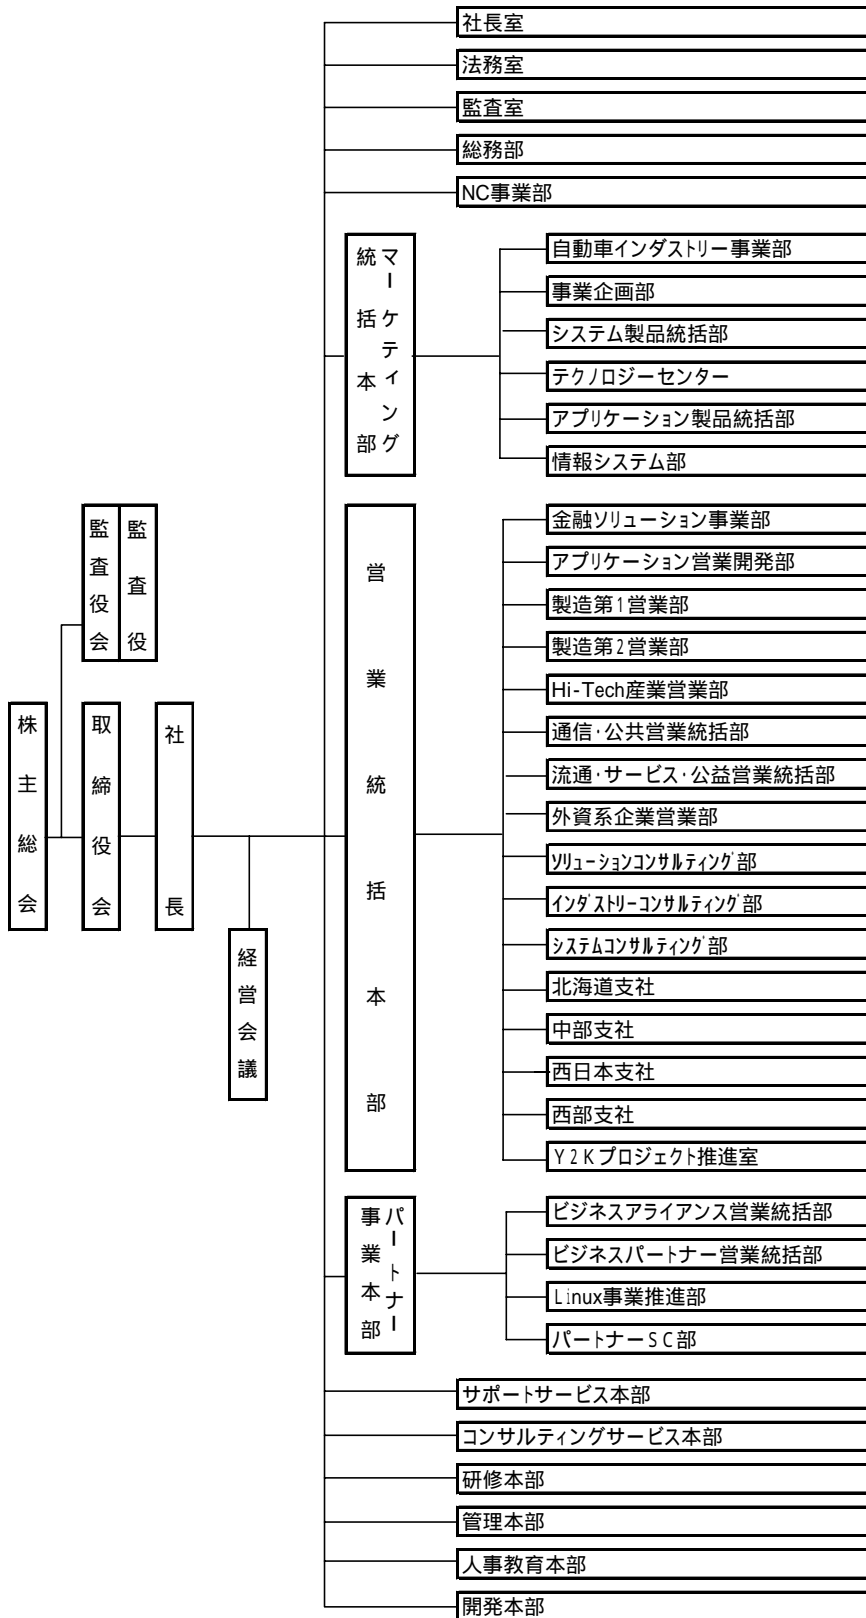 社長室
法務室
監査室
総務部
NC事業部
マーケティング統括本部
自動車インダストリー事業部
事業企画部
システム製品統括部
テクノロジーセンター
アプリケーション製品統括部
情報システム部
株主総会
監査役会
監査役
取締役会
社長
経営会議
営業統括本部
金融ソリューション事業部
アプリケーション営業開発部
製造第1営業部
製造第2営業部
Hi-Tech産業営業部
通信・公共営業統括部
流通・サービス・公益営業統括部
外資系企業営業部
ソリューションコンサルティング部
インダストリーコンサルティング部
システムコンサルティング部
北海道支社
中部支社
西日本支社
西部支社
Y2Kプロジェクト推進室
パートナー事業本部
ビジネスアライアンス営業統括部
ビジネスパートナー営業統括部
Linux事業推進部
パートナーSC部
サポートサービス本部
コンサルティングサービス本部
研修本部
管理本部
人事教育本部
開発本部